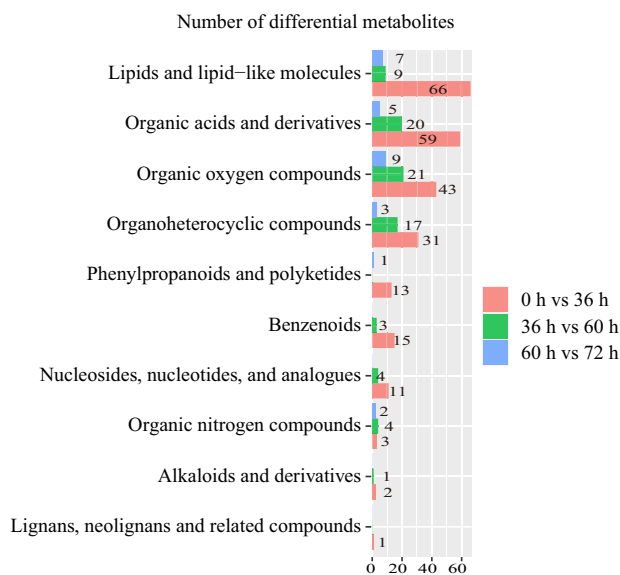 Number of differential metabolites
7
Lipids and lipid-like molecules 9
66
5
Organic acids and derivatives 20
59
9
Organic oxygen compounds 21
43
3
Organoheterocyclic compounds 17
31
1
Phenylpropanoids and polyketides
13
Benzenoids 3
15
Nucleosides, nucleotides, and analogues 4
11
2
Organic nitrogen compounds 4
3
Alkaloids and derivatives 1
2
Lignans, neolignans and related compounds
1
0 20 40 60
0 h vs 36 h
36 h vs 60 h
60 h vs 72 h